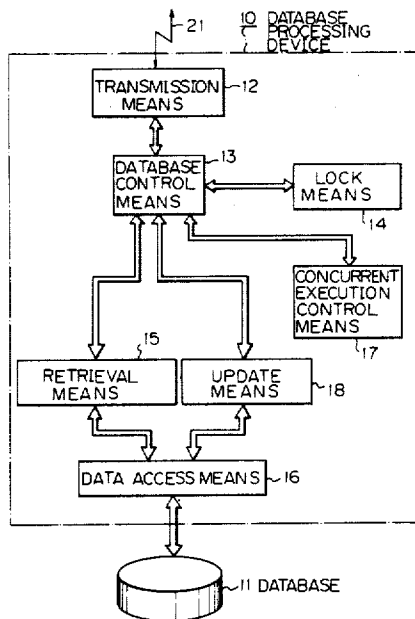 21
10 DATABASE
PROCESSING
DEVICE
TRANSMISSION
MEANS
12
13
DATABASE
CONTROL
MEANS
LOCK
MEANS
14
CONCURRENT
EXECUTION
CONTROL
MEANS
17
15
RETRIEVAL
MEANS
UPDATE
MEANS
18
DATA ACCESS MEANS
16
11 DATABASE